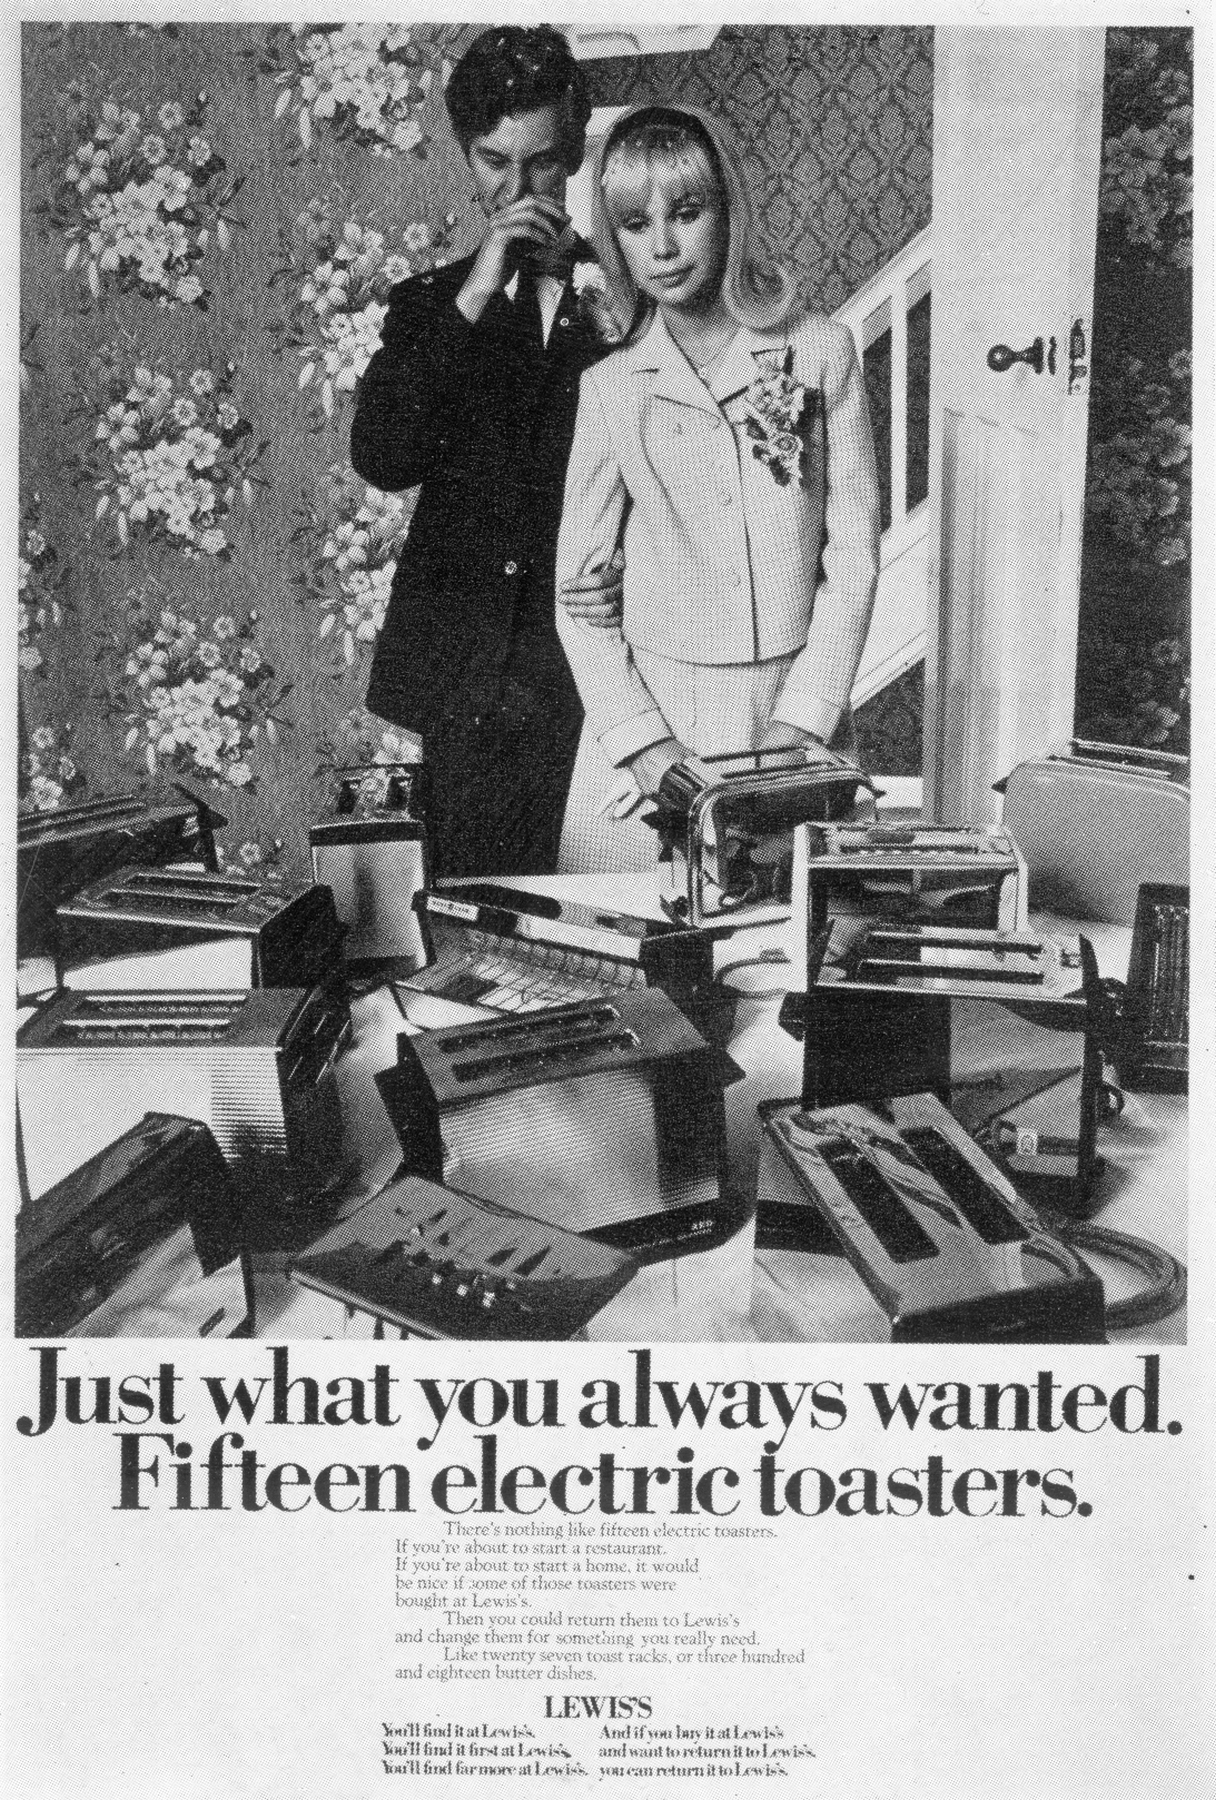 AEG
Just what you always wanted.
Fifteen electric toasters.
There's nothing like fifteen electric toasters.
If you're about to start a restaurant.
If you're about to start a home, it would
be nice if some of those toasters were
bought at Lewis's.
Then you could return them to Lewis's
and change them for something you really need.
Like twenty seven toast racks, or three hundred
and eighteen butter dishes.
LEWIS'S
You'll find it at Lewis's.
You'll find it first at Lewis's.
You'll find far more at Lewis's.
And if you buy it at Lewis's
and want to return it to Lewis's,
you can return it to Lewis's.